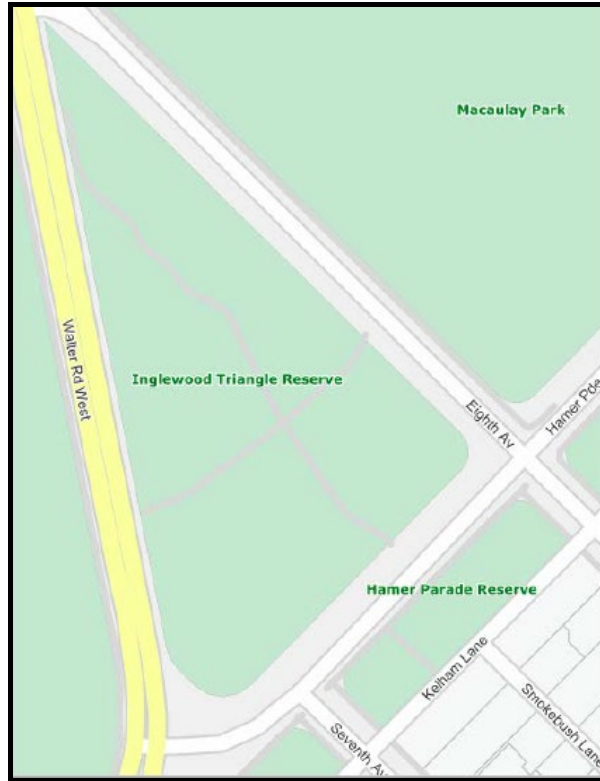 Macaulay Park
Walter Rd West
Inglewood Triangle Reserve
Eighth Av
Hamer Pde
Hamer Parade Reserve
Kelham Lane
Smokebush Lane
Seventh Av